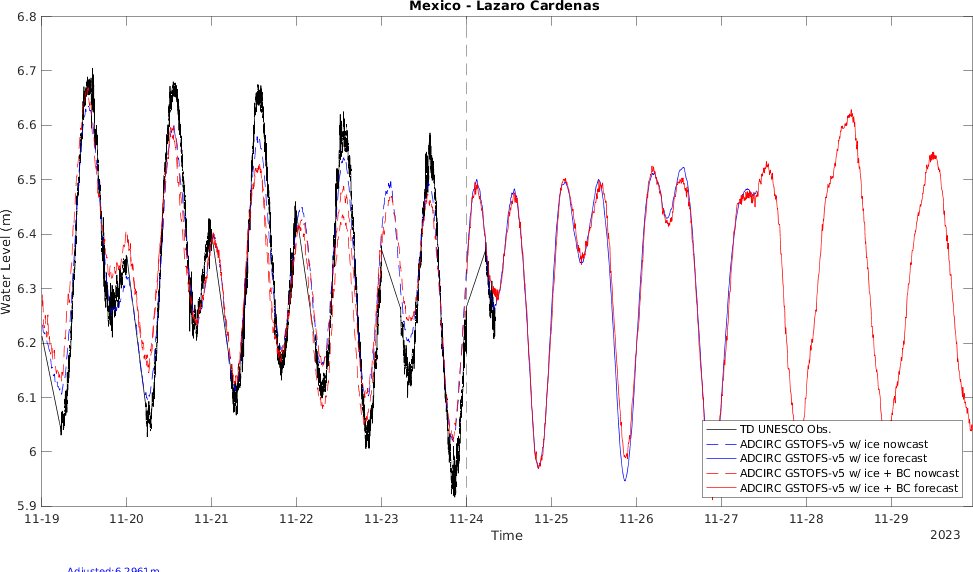 Mexico - Lazaro Cardenas
6.8
6.7
6.6
6.5
6.4
6.3
6.2
6.1
6
5.9
Water Level (m)
11-19
11-20
11-21
11-22
11-23
11-24
11-25
11-26
11-27
11-28
11-29
Time
2023
TD UNESCO Obs.
ADCIRC GSTOFS-v5 w/ ice nowcast
ADCIRC GSTOFS-v5 w/ ice forecast
ADCIRC GSTOFS-v5 w/ ice + BC nowcast
ADCIRC GSTOFS-v5 w/ ice + BC forecast
Adjusted:6.2961m